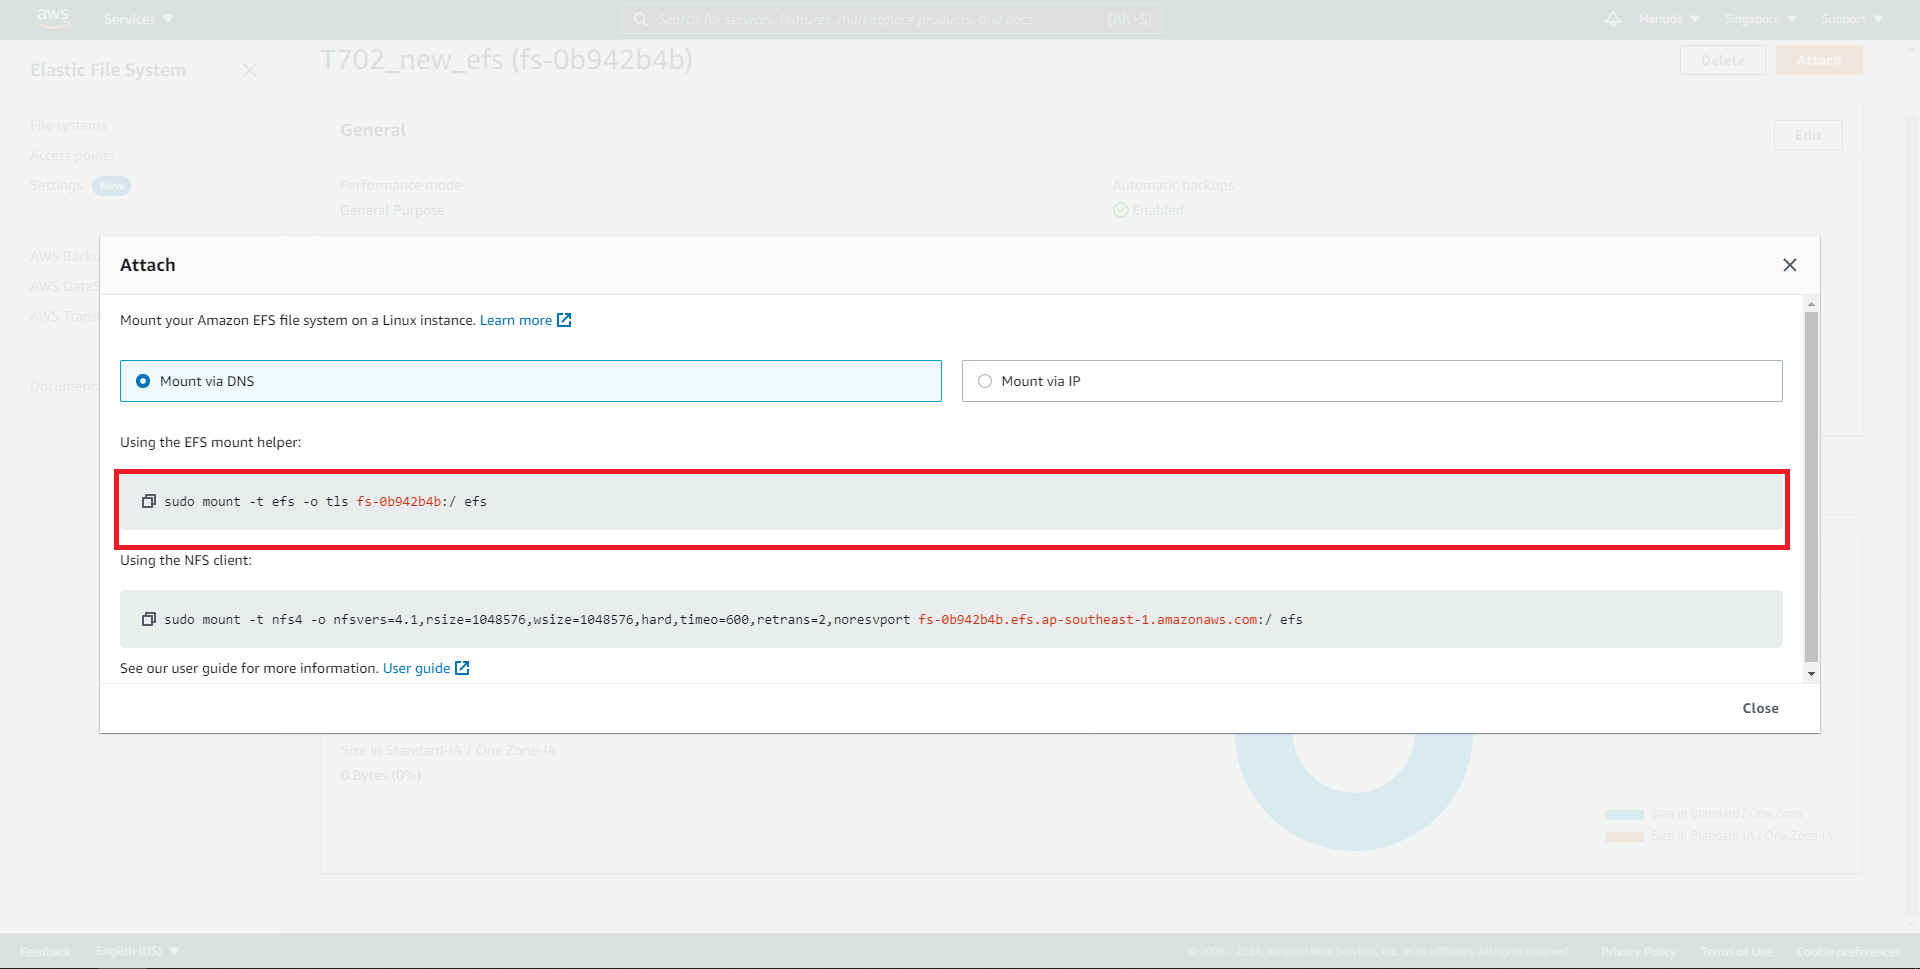 aws
Services
Search for services, features, marketplace products, and docs
[Alt+S]
Manude
Singapore
Support
Elastic File System
T702_new_efs (fs-0b942b4b)
Delete
Attach
File systems
Access points
Settings
New
General
Edit
Performance mode
General Purpose
Automatic backups
Enabled
AWS Backu
AWS DataS
AWS Transf
Documenta
Attach
Mount your Amazon EFS file system on a Linux instance. Learn more
Mount via DNS
Mount via IP
Using the EFS mount helper:
sudo mount -t efs -o tls fs-0b942b4b:/ efs
Using the NFS client:
sudo mount -t nfs4 -o nfsvers=4.1,rsize=1048576,wsize=1048576,hard,timeo=600,retrans=2,noresvport fs-0b942b4b.efs.ap-southeast-1.amazonaws.com:/ efs
See our user guide for more information. User guide
Close
Size in Standard-IA / One Zone-IA
0 Bytes (0%)
Size in Standard / One Zone
Size in Standard-IA / One Zone-IA
Feedback
English (US)
© 2008 - 2021, Amazon Web Services, Inc. or its affiliates. All rights reserved.
Privacy Policy
Terms of Use
Cookie preferences